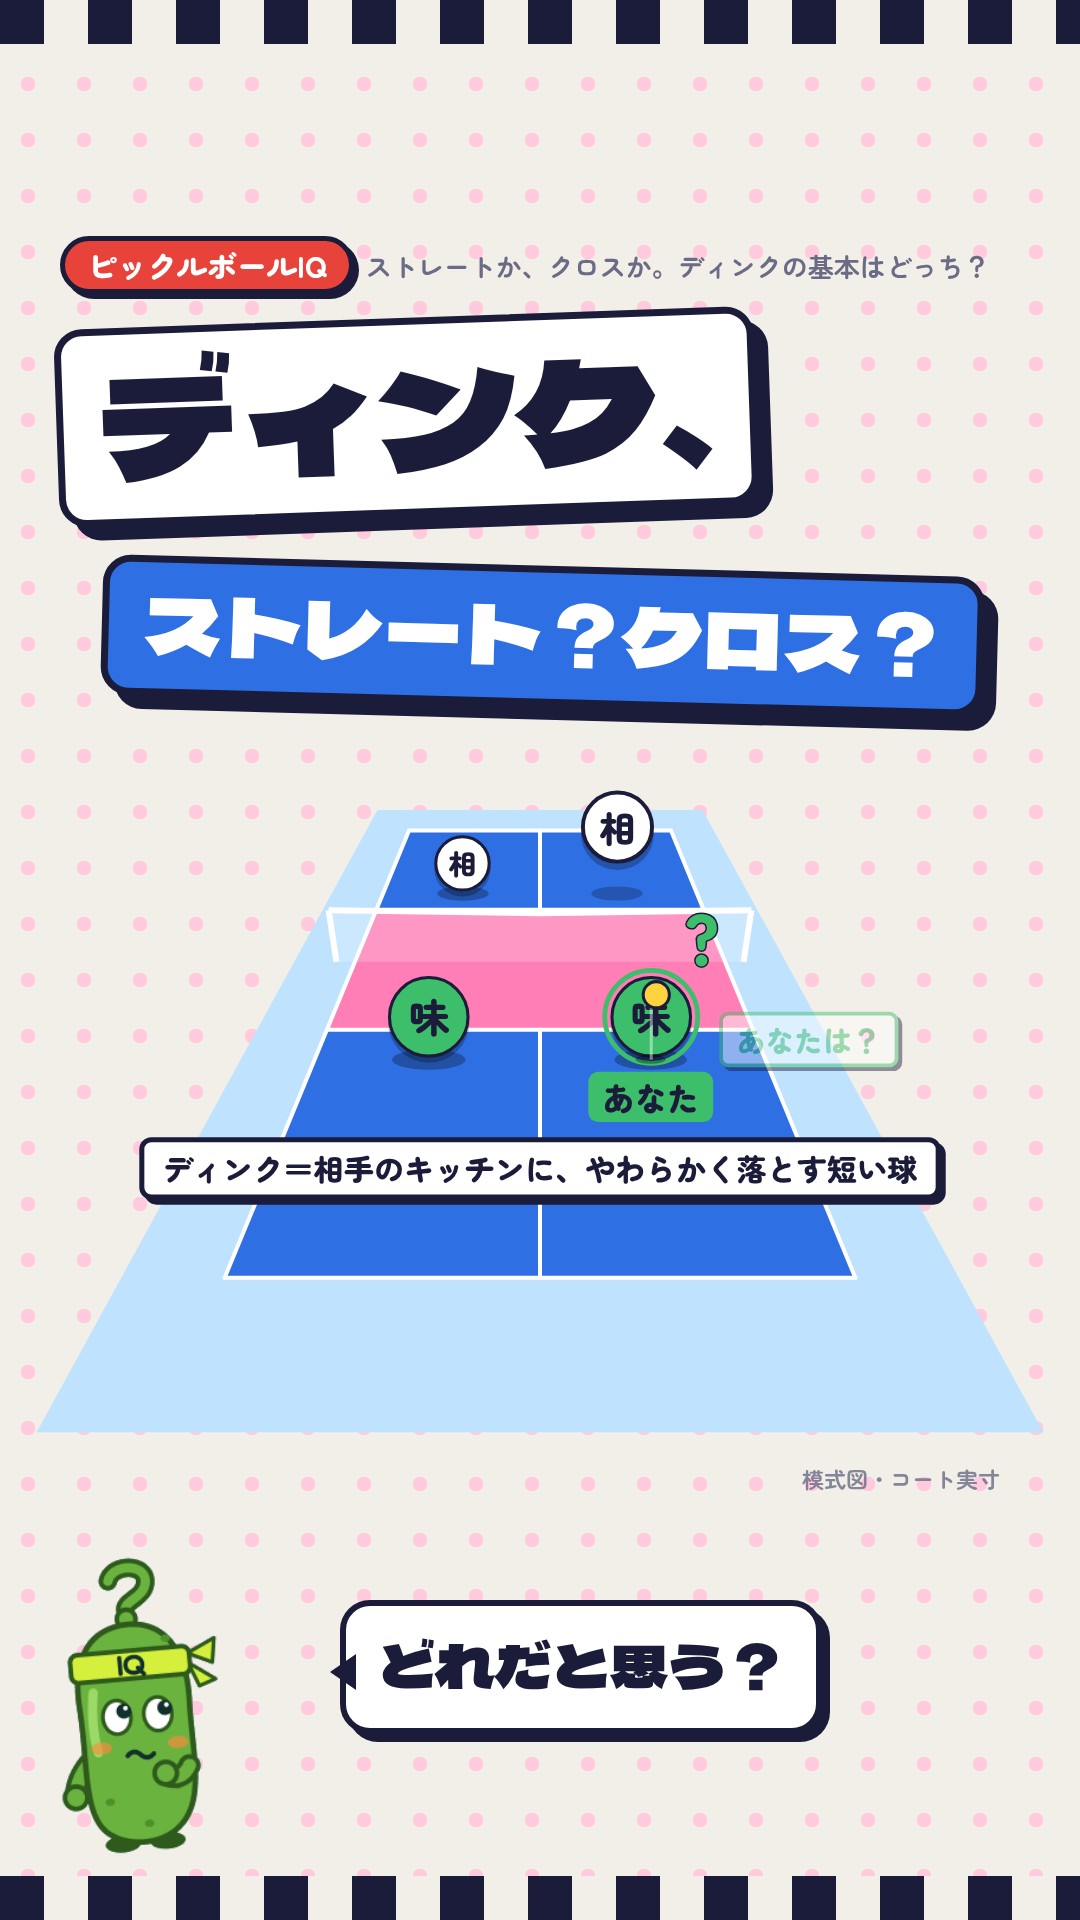 ピックルボールIQ
ストレートか、クロスか。ディンクの基本はどっち？
ディンク、
ストレート？クロス？
相
相
？
味
味
あなたは？
あなた
ディンク＝相手のキッチンに、やわらかく落とす短い球
模式図・コート実寸
IQ
どれだと思う？